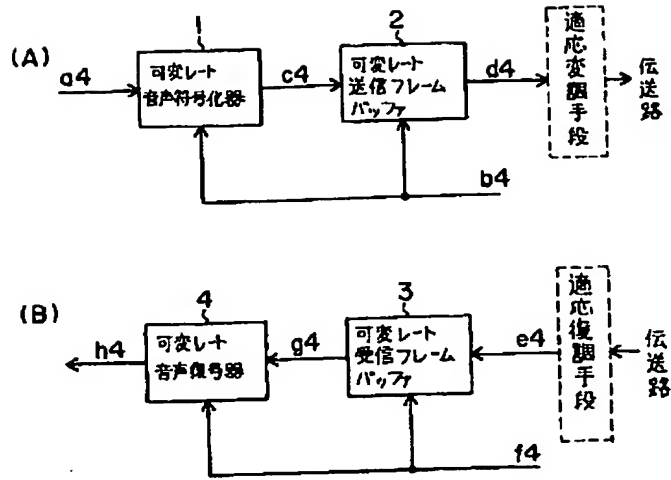 (A)
a4
1
可変レート
音声符号化器
c4
2
可変レート
送信フレーム
バッファ
d4
適応変調手段
伝送路
b4
(B)
h4
4
可変レート
音声復号器
g4
3
可変レート
受信フレーム
バッファ
e4
適応復調手段
伝送路
f4